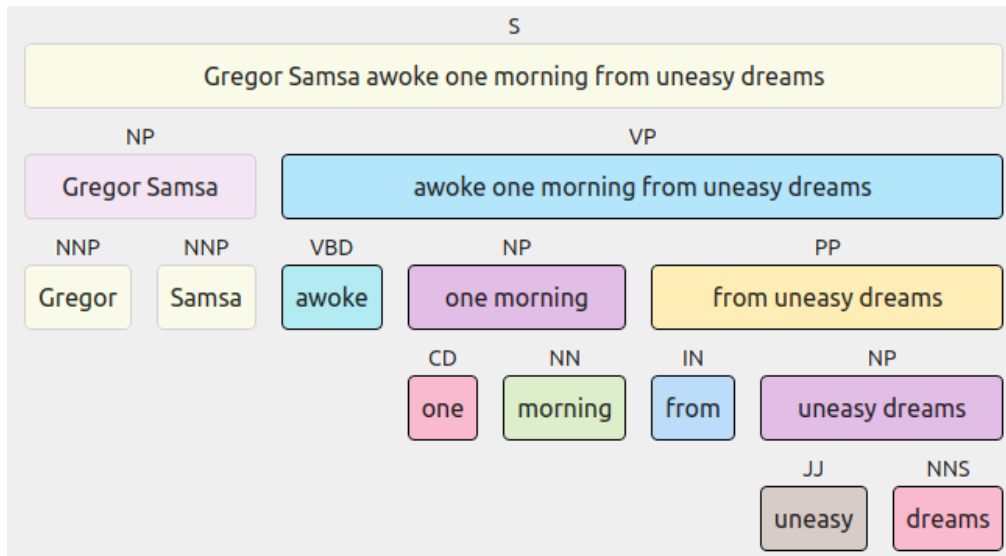 S
Gregor Samsa awoke one morning from uneasy dreams
NP VP
Gregor Samsa awoke one morning from uneasy dreams
NNP NNP VBD NP PP
Gregor Samsa awoke one morning from uneasy dreams
CD NN IN NP
one morning from uneasy dreams
JJ NNS
uneasy dreams